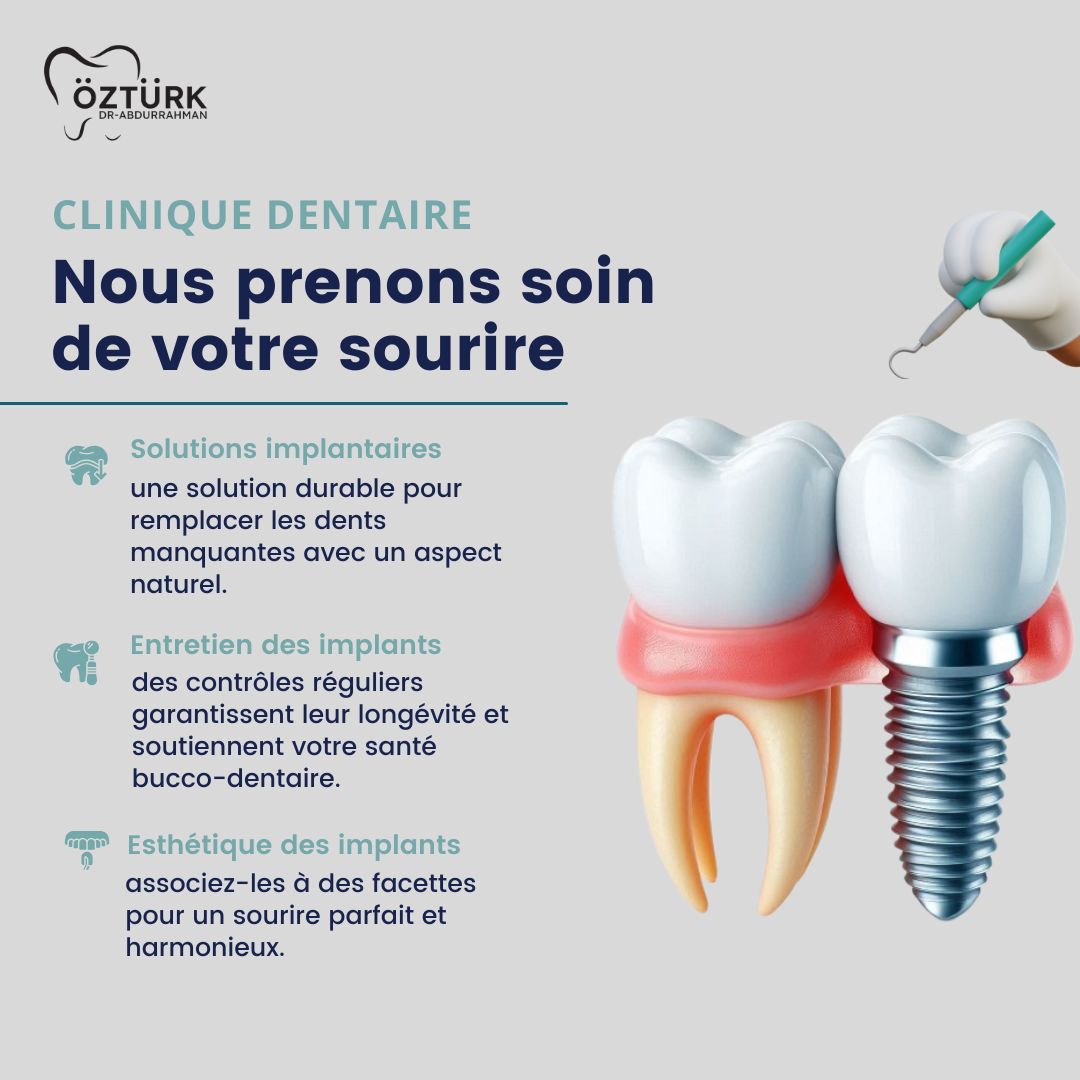 ÖZTÜRK
DR-ABDURRAHMAN
CLINIQUE DENTAIRE
Nous prenons soin
de votre sourire
Solutions implantaires
une solution durable pour
remplacer les dents
manquantes avec un aspect
naturel.
Entretien des implants
des contrôles réguliers
garantissent leur longévité et
soutiennent votre santé
bucco-dentaire.
Esthétique des implants
associez-les à des facettes
pour un sourire parfait et
harmonieux.